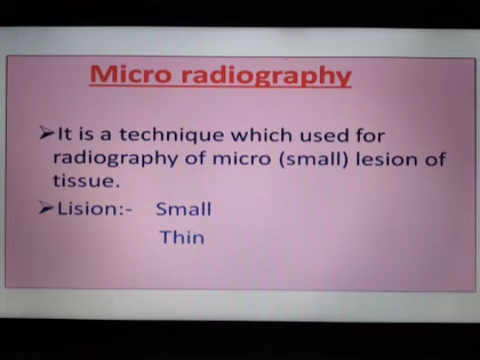 Micro radiography
➢It is a technique which used for
radiography of micro (small) lesion of
tissue.
➢Lision:- Small
Thin